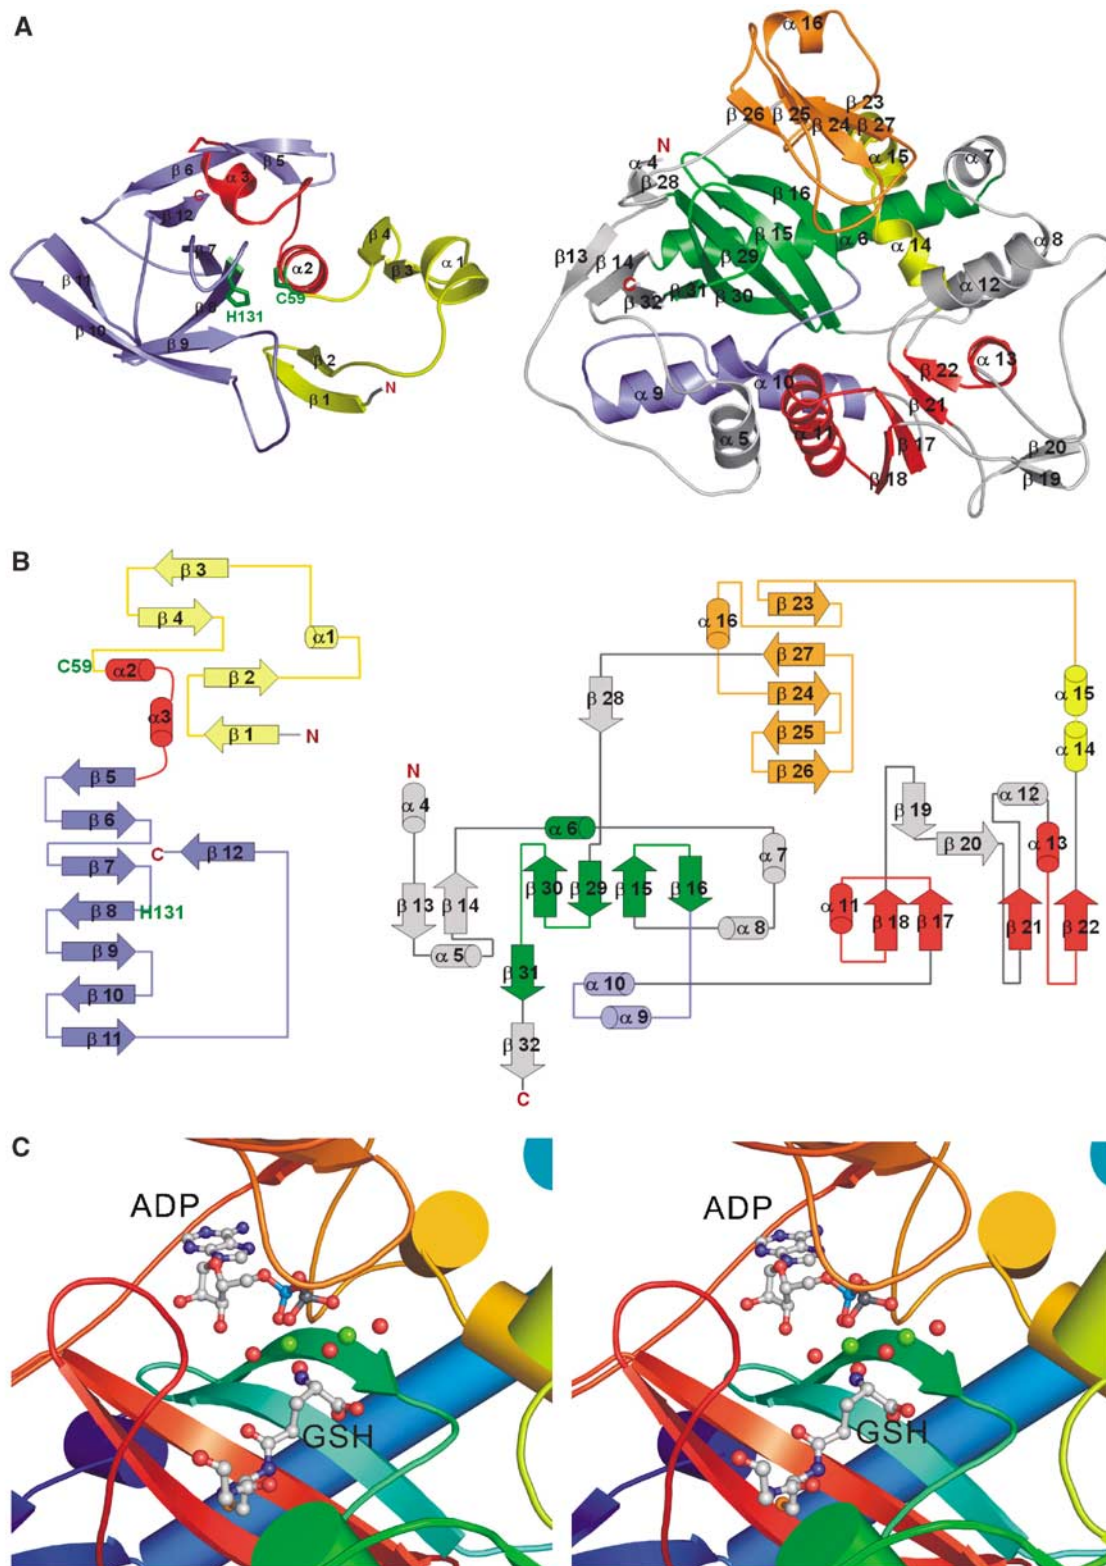 A
β 6
β 5
α 3
C
β 12
β 7
β 4
β 3
α 1
α2
C59
H131
β 11
β 8
β 10
β 9
β 2
β 1
N
α 16
β 26
β 25
β 23
β 24
β 27
N
α 4
α 15
α 7
β 28
β 16
β 15
α 6
α 8
β13
β 14
β 29
α 14
C
α 12
β 32
β 31
β 30
α 13
β 22
α 9
α 10
β 21
α 5
α 11
β 17
β 20
β 18
β 19
B
β 3
β 4
α1
C59
α2
β 2
α3
β 1
N
β 5
β 6
C
β 12
β 7
β 8
H131
β 9
β 10
β 11
β 23
α 16
β 27
β 28
β 24
α 15
β 25
α 14
β 26
N
α 4
α 6
α 7
β 19
α 12
β 20
α 13
β 13
β 14
β 30
β 29
β 15
β 16
α 11
β 18
β 17
β 21
β 22
α 5
α 8
β 31
α 10
α 9
β 32
C
C
ADP
GSH
ADP
GSH